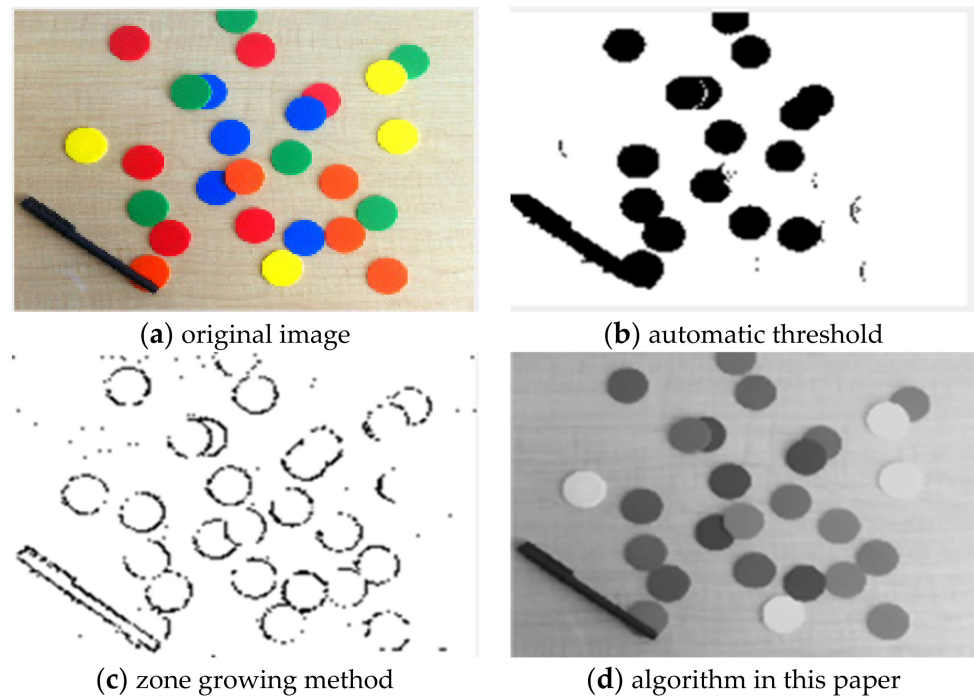 (a) original image
(b) automatic threshold
(c) zone growing method
(d) algorithm in this paper